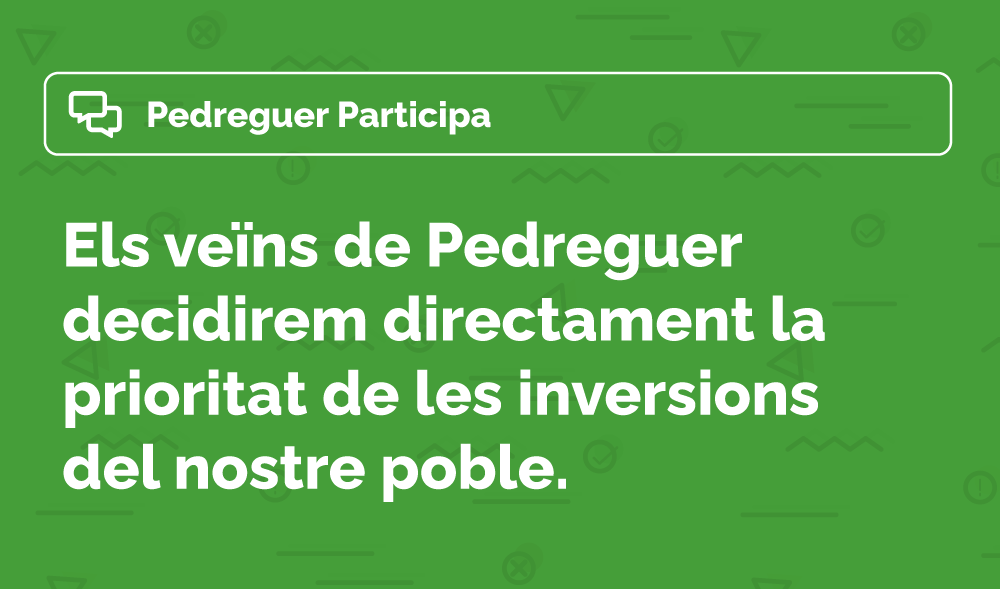 Pedreguer Participa
Els veïns de Pedreguer
decidirem directament la
prioritat de les inversions
del nostre poble.